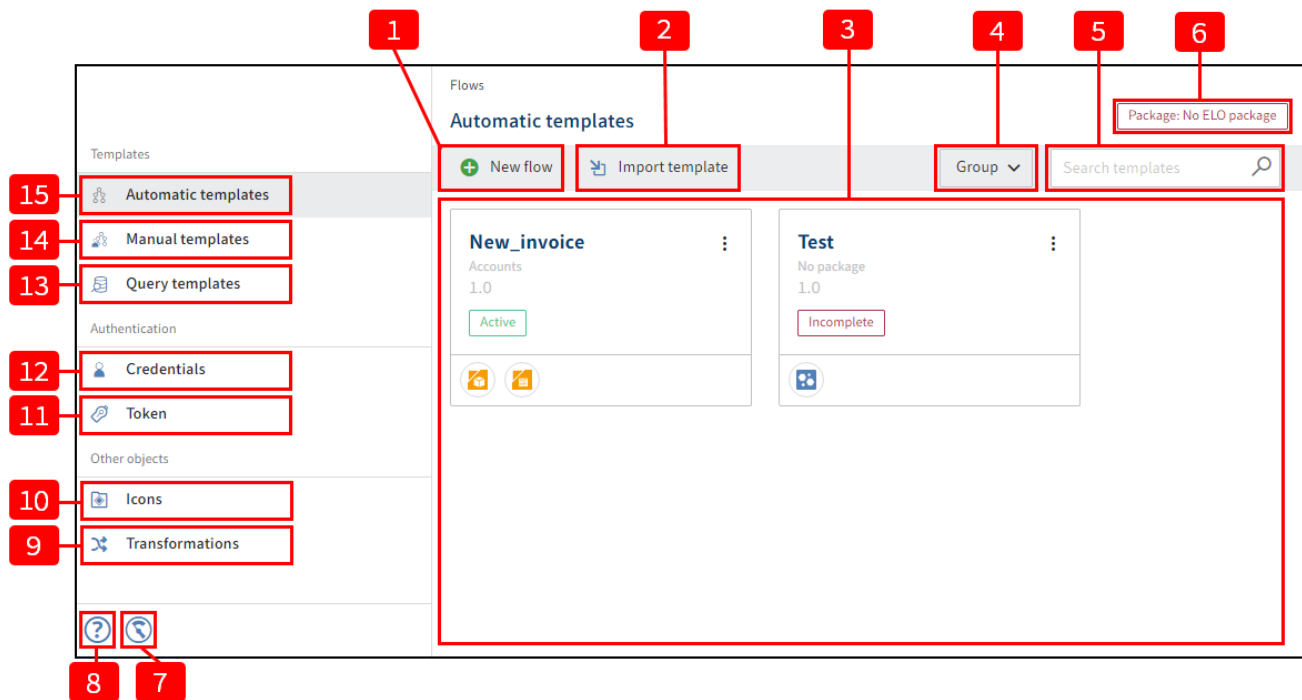 1
2
3
4
5
6
Flows
Automatic templates
Package: No ELO package
Templates
New flow
Import template
Group
Search templates
15
Automatic templates
14
Manual templates
13
Query templates
New_invoice
Accounts
1.0
Active
Test
No package
1.0
Incomplete
Authentication
12
Credentials
11
Token
Other objects
10
Icons
9
Transformations
?
8
7